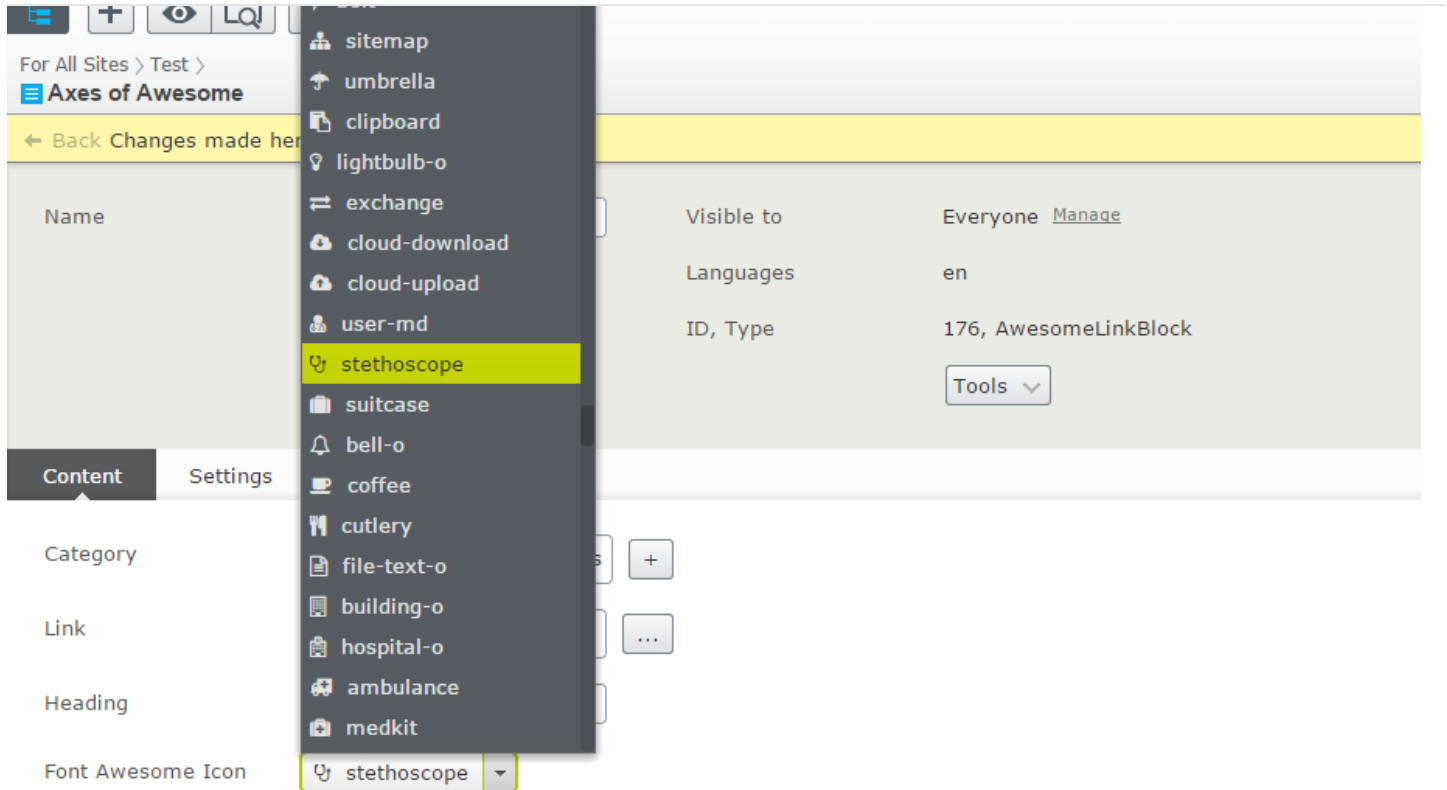 For All Sites > Test >
Axes of Awesome
← Back Changes made her
Name
Visible to
Everyone Manage
Languages
en
ID, Type
176, AwesomeLinkBlock
Tools
sitemap
umbrella
clipboard
lightbulb-o
exchange
cloud-download
cloud-upload
user-md
stethoscope
suitcase
bell-o
coffee
cutlery
file-text-o
building-o
hospital-o
ambulance
medkit
Content Settings
Category
s +
Link
...
Heading
Font Awesome Icon
stethoscope